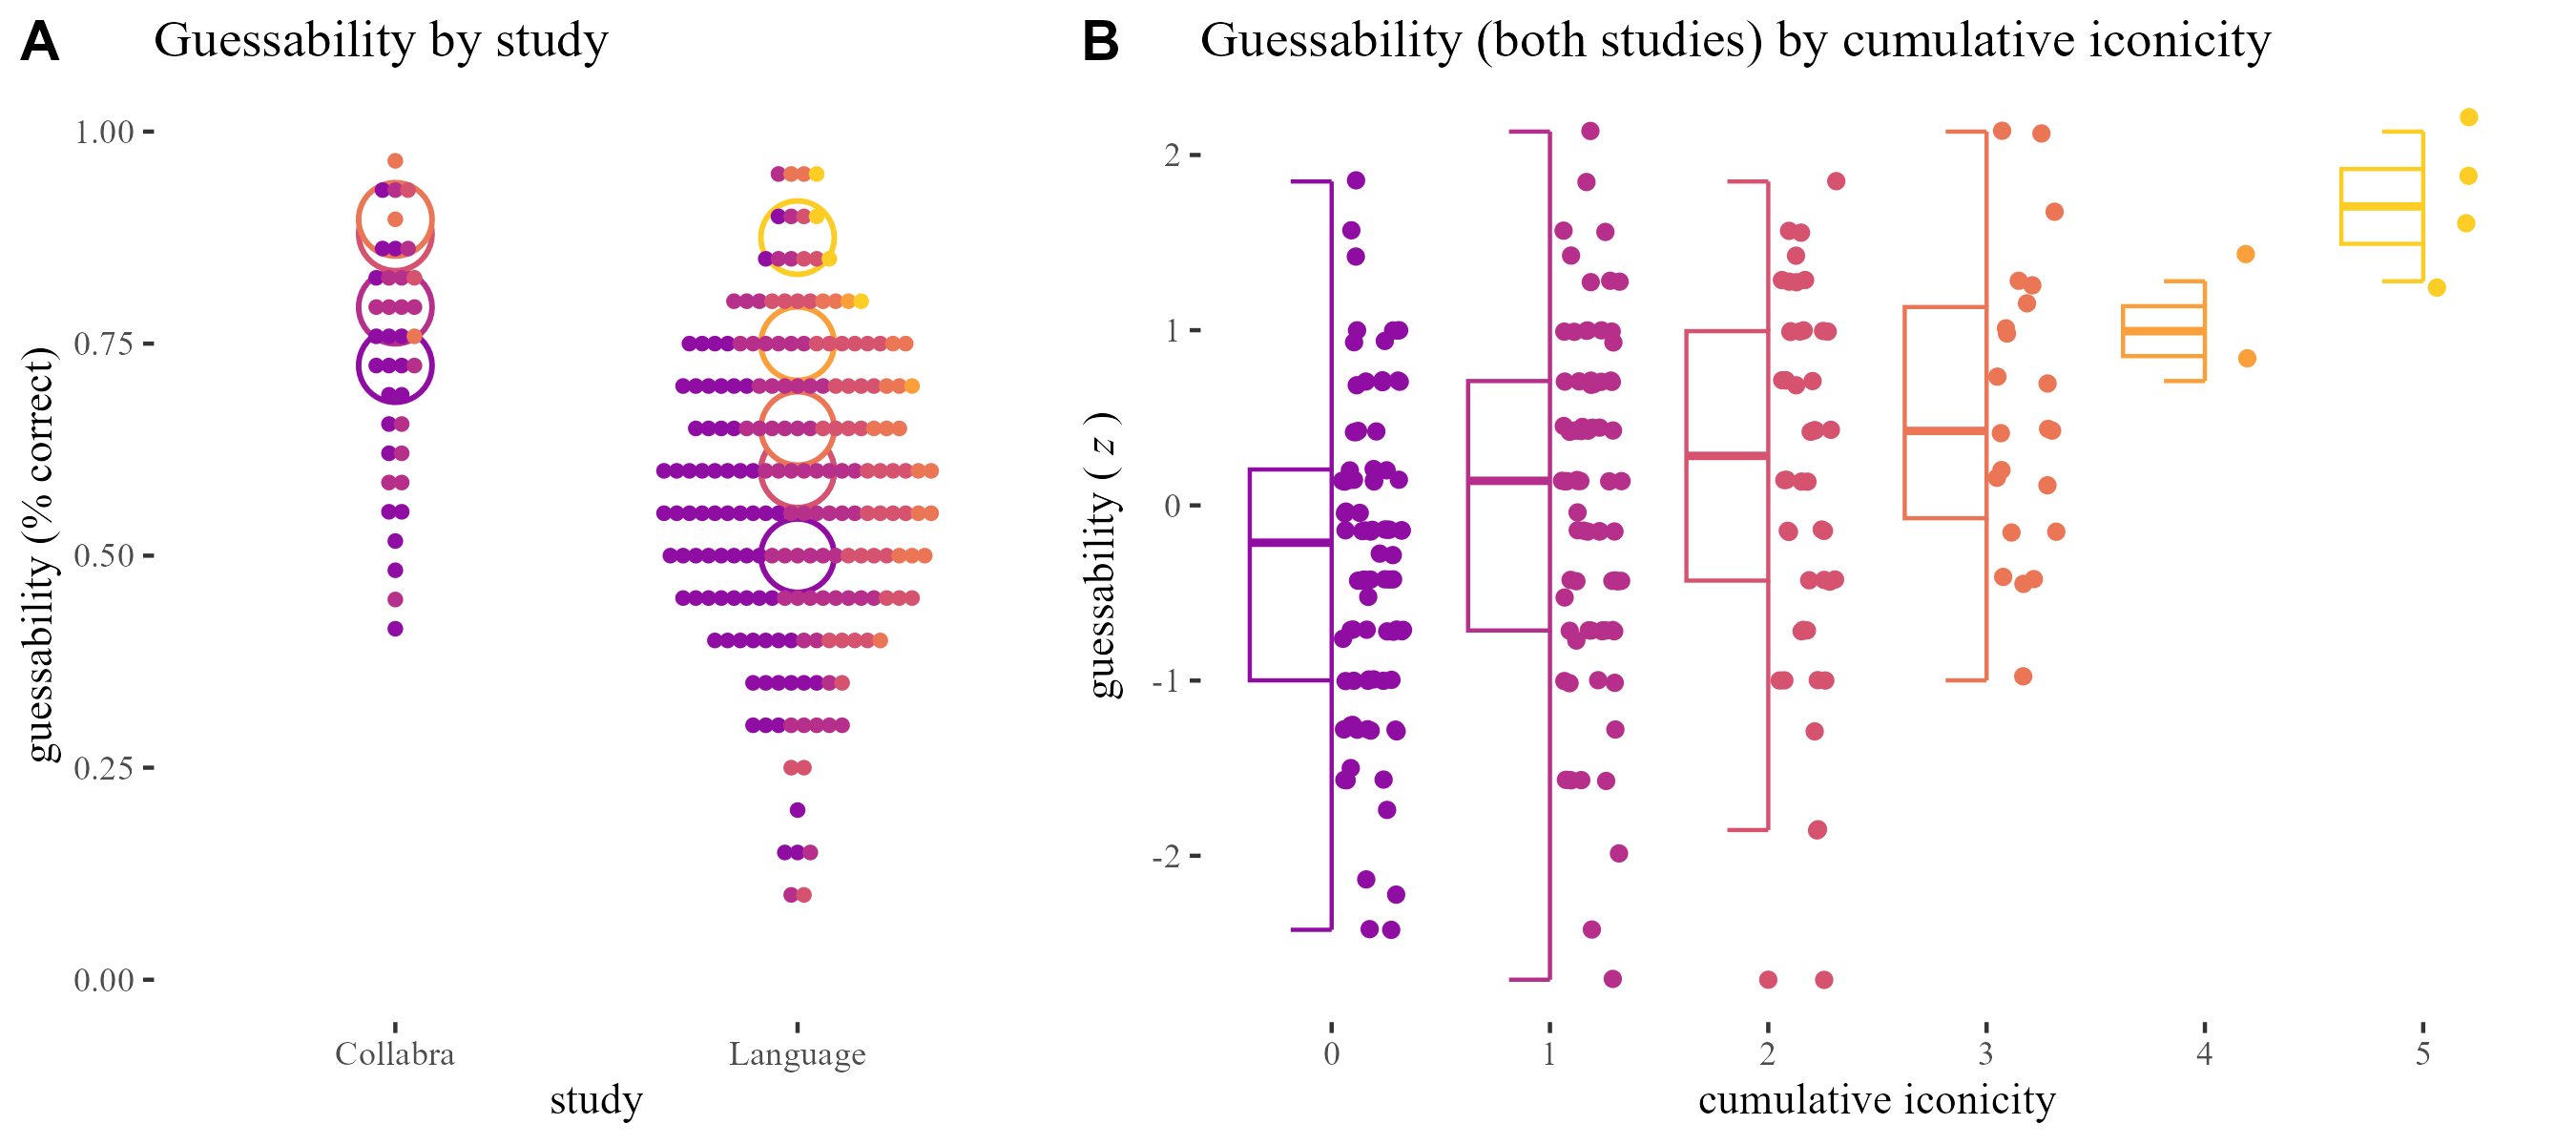 A Guessability by study
guessability (% correct)
1.00
0.75
0.50
0.25
0.00
Collabra Language
study
B Guessability (both studies) by cumulative iconicity
guessability ( z )
2
1
0
-1
-2
0 1 2 3 4 5
cumulative iconicity